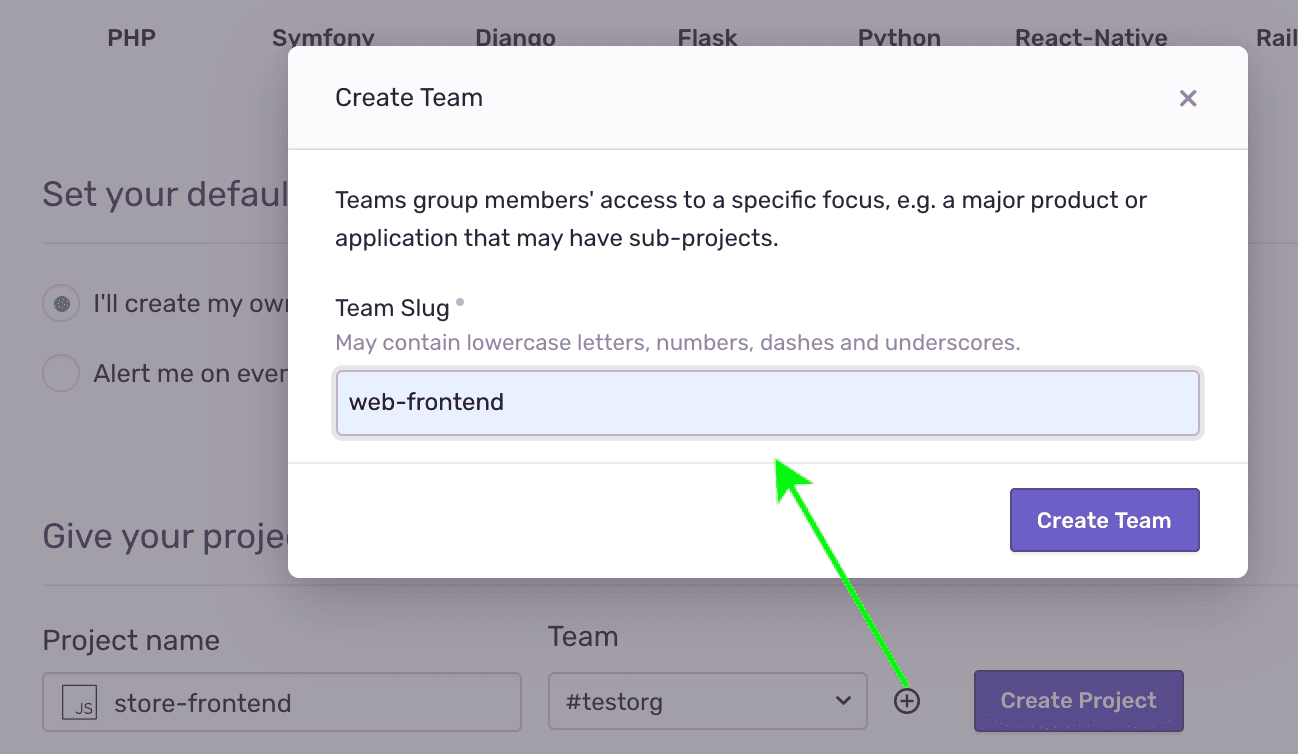 PHP Symfony Django Flask Python React-Native Rail
Create Team
Set your defaul
Teams group members' access to a specific focus, e.g. a major product or
application that may have sub-projects.
I'll create my own
Team Slug
May contain lowercase letters, numbers, dashes and underscores.
Alert me on ever
web-frontend
Create Team
Give your projec
Project name
Team
JS store-frontend
#testorg
Create Project